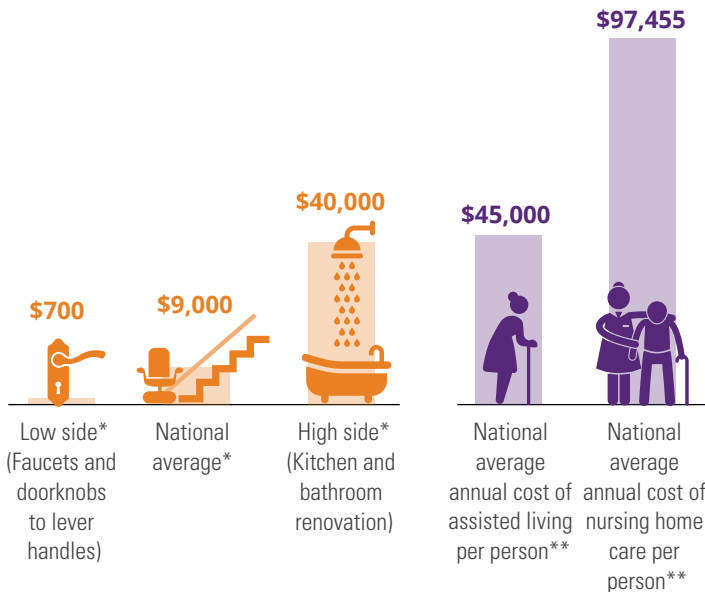 $97,455
$40,000
$45,000
$700
$9,000
Low side*
(Faucets and
doorknobs
to lever
handles)
National
average*
High side*
(Kitchen and
bathroom
renovation)
National
average
annual cost of
assisted living
per person**
National
average
annual cost of
nursing home
care per
person**